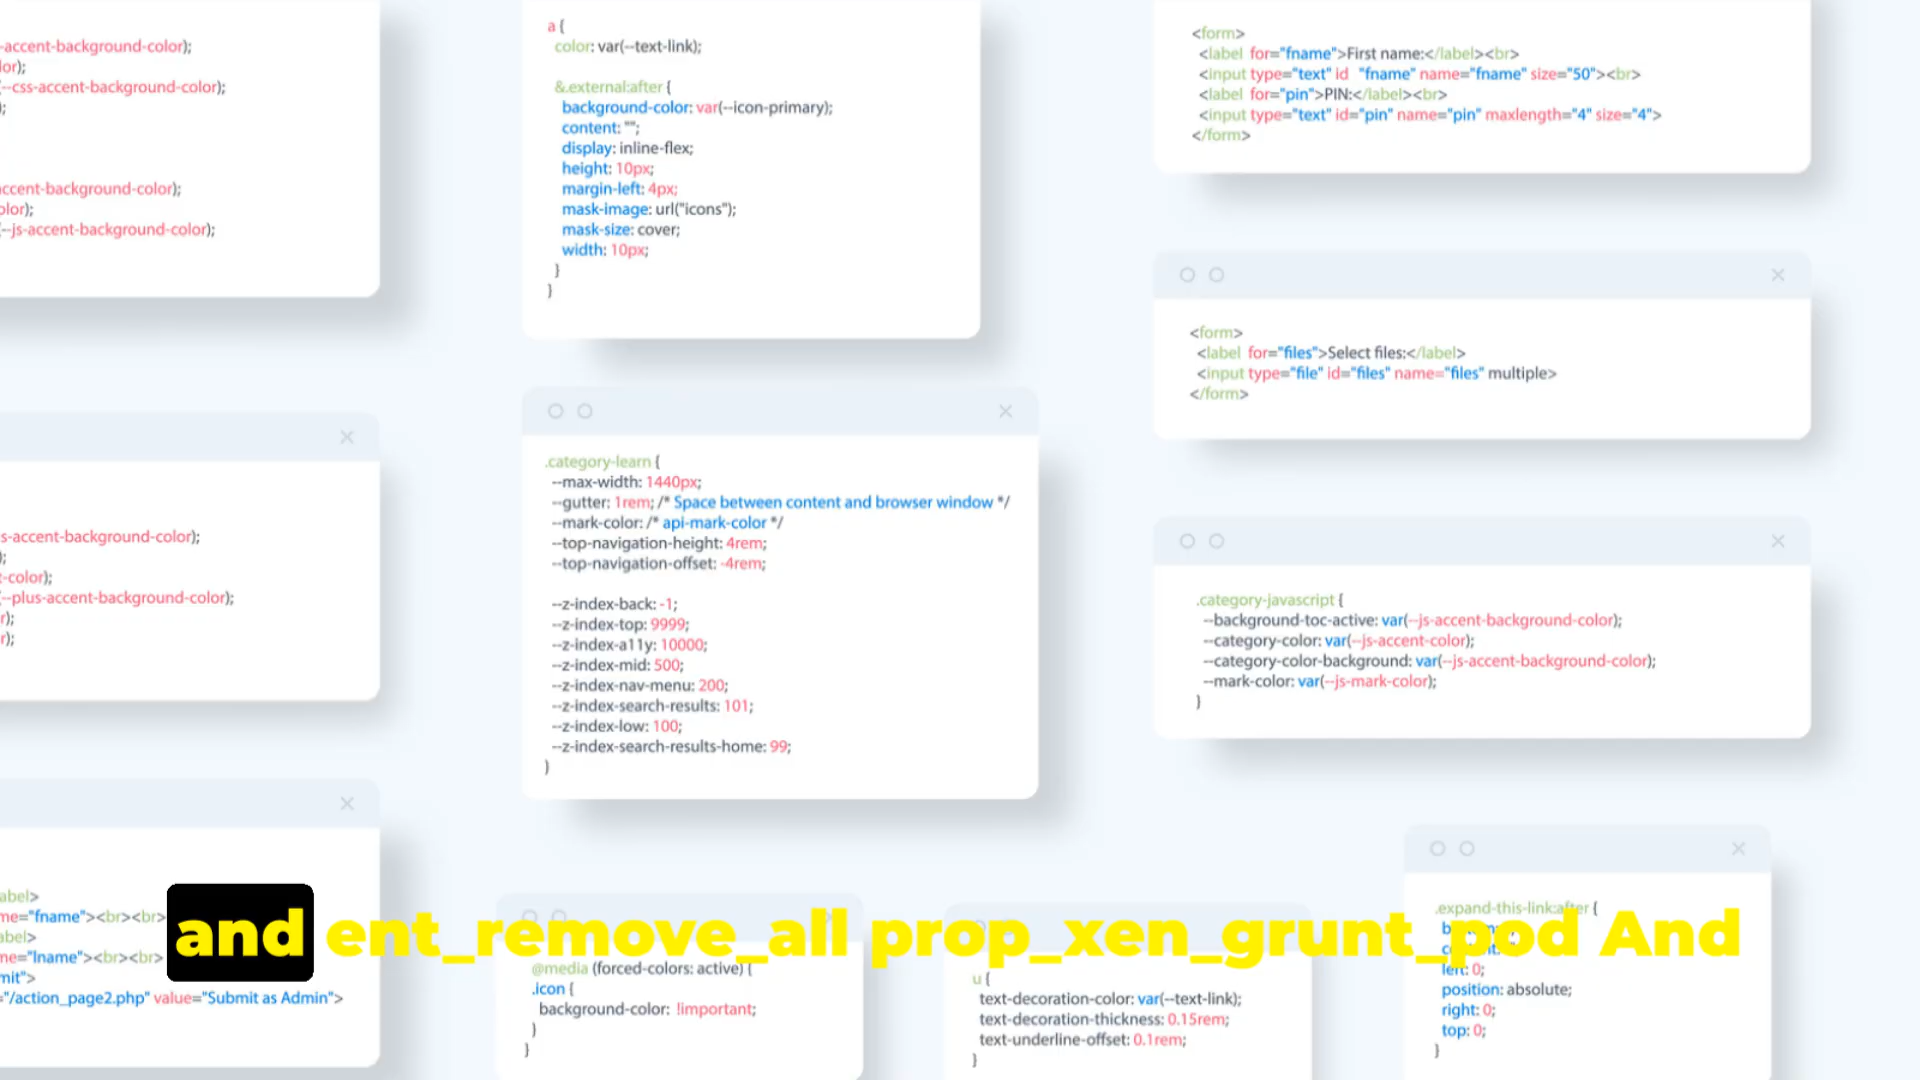 -accent-background-color);
lor);
(--css-accent-background-color);
);
ccent-background-color);
olor);
(--js-accent-background-color);
a {
color: var(--text-link);
&.external:after {
background-color: var(--icon-primary);
content: "";
display: inline-flex;
height: 10px;
margin-left: 4px;
mask-image: url("icons");
mask-size: cover;
width: 10px;
}
}
<form>
<label for="fname">First name:</label><br>
<input type="text" id "fname" name="fname" size="50"><br>
<label for="pin">PIN:</label><br>
<input type="text" id="pin" name="pin" maxlength="4" size="4">
</form>
<form>
<label for="files">Select files:</label>
<input type="file" id="files" name="files" multiple>
</form>
s-accent-background-color);
);
t-color);
(--plus-accent-background-color);
r);
r);
.category-learn {
--max-width: 1440px;
--gutter: 1rem; /* Space between content and browser window */
--mark-color: /* api-mark-color */
--top-navigation-height: 4rem;
--top-navigation-offset: -4rem;
--z-index-back: -1;
--z-index-top: 9999;
--z-index-a11y: 10000;
--z-index-mid: 500;
--z-index-nav-menu: 200;
--z-index-search-results: 101;
--z-index-low: 100;
--z-index-search-results-home: 99;
}
.category-javascript {
--background-toc-active: var(--js-accent-background-color);
--category-color: var(--js-accent-color);
--category-color-background: var(--js-accent-background-color);
--mark-color: var(--js-mark-color);
}
abel>
me="fname"><br><br>
abel>
me="lname"><br><br>
mit">
="/action_page2.php" value="Submit as Admin">
and ent_remove_all prop_xen_grunt_pod And
@media (forced-colors: active) {
.icon {
background-color: !important;
}
}
u {
text-decoration-color: var(--text-link);
text-decoration-thickness: 0.15rem;
text-underline-offset: 0.1rem;
}
.expand-this-link:after {
left: 0;
position: absolute;
right: 0;
top: 0;
}